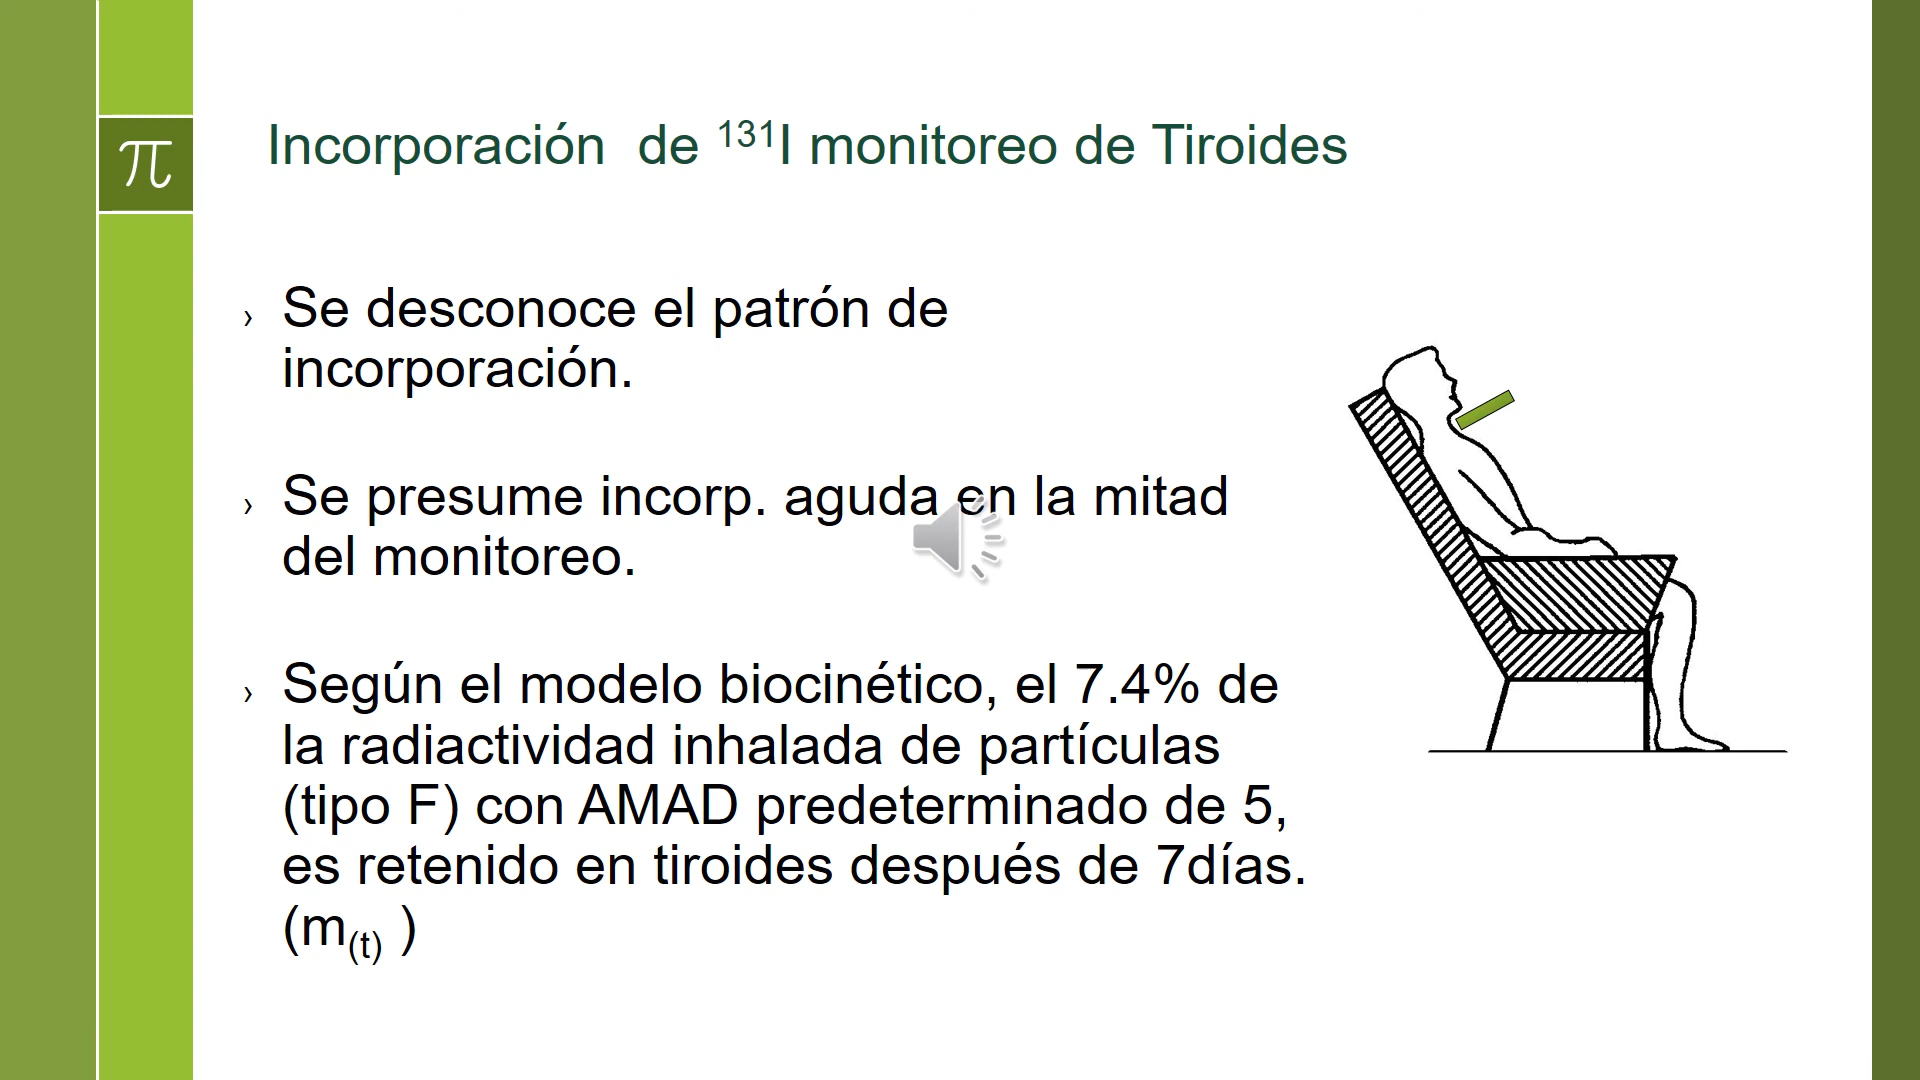 π
Incorporación de ¹³¹I monitoreo de Tiroides
› Se desconoce el patrón de
incorporación.
› Se presume incorp. aguda en la mitad
del monitoreo.
› Según el modelo biocinético, el 7.4% de
la radiactividad inhalada de partículas
(tipo F) con AMAD predeterminado de 5,
es retenido en tiroides después de 7días.
(m₍t₎ )